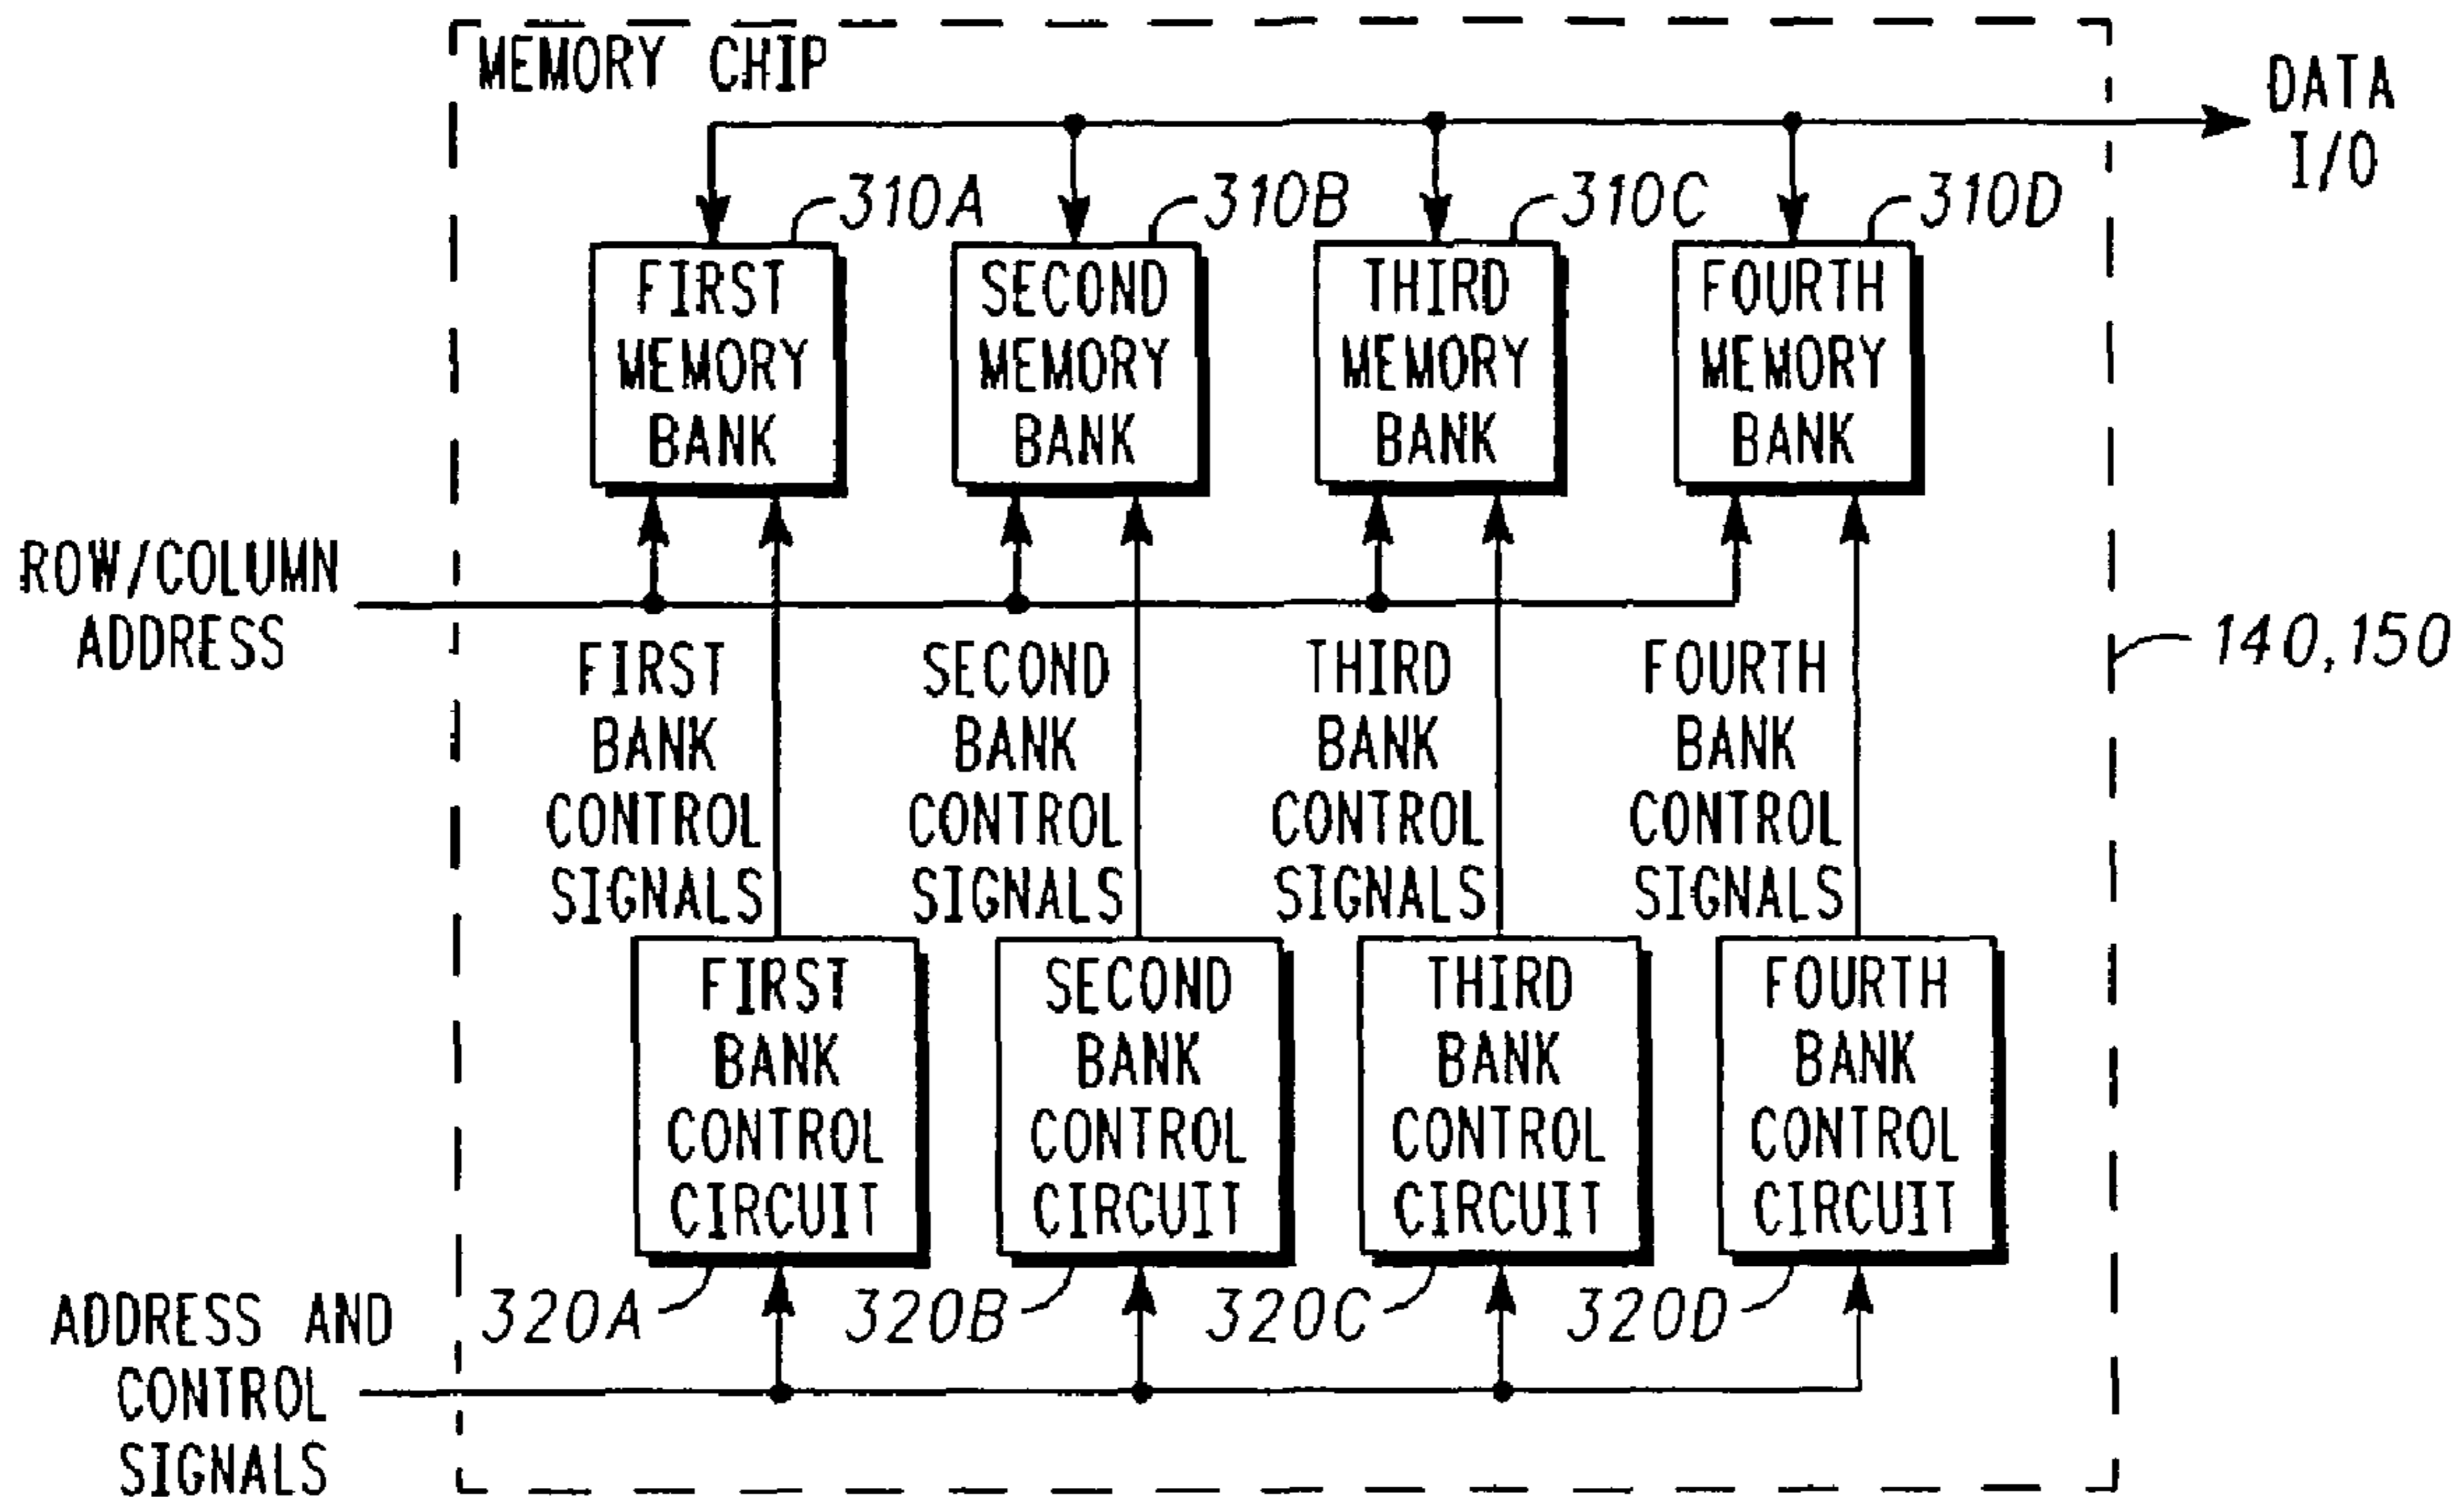 MEMORY CHIP
DATA
I/O
310A
310B
310C
310D
FIRST
MEMORY
BANK
SECOND
MEMORY
BANK
THIRD
MEMORY
BANK
FOURTH
MEMORY
BANK
ROW/COLUMN
ADDRESS
140,150
FIRST
BANK
CONTROL
SIGNALS
SECOND
BANK
CONTROL
SIGNALS
THIRD
BANK
CONTROL
SIGNALS
FOURTH
BANK
CONTROL
SIGNALS
FIRST
BANK
CONTROL
CIRCUIT
SECOND
BANK
CONTROL
CIRCUIT
THIRD
BANK
CONTROL
CIRCUIT
FOURTH
BANK
CONTROL
CIRCUIT
320A
320B
320C
320D
ADDRESS AND
CONTROL
SIGNALS